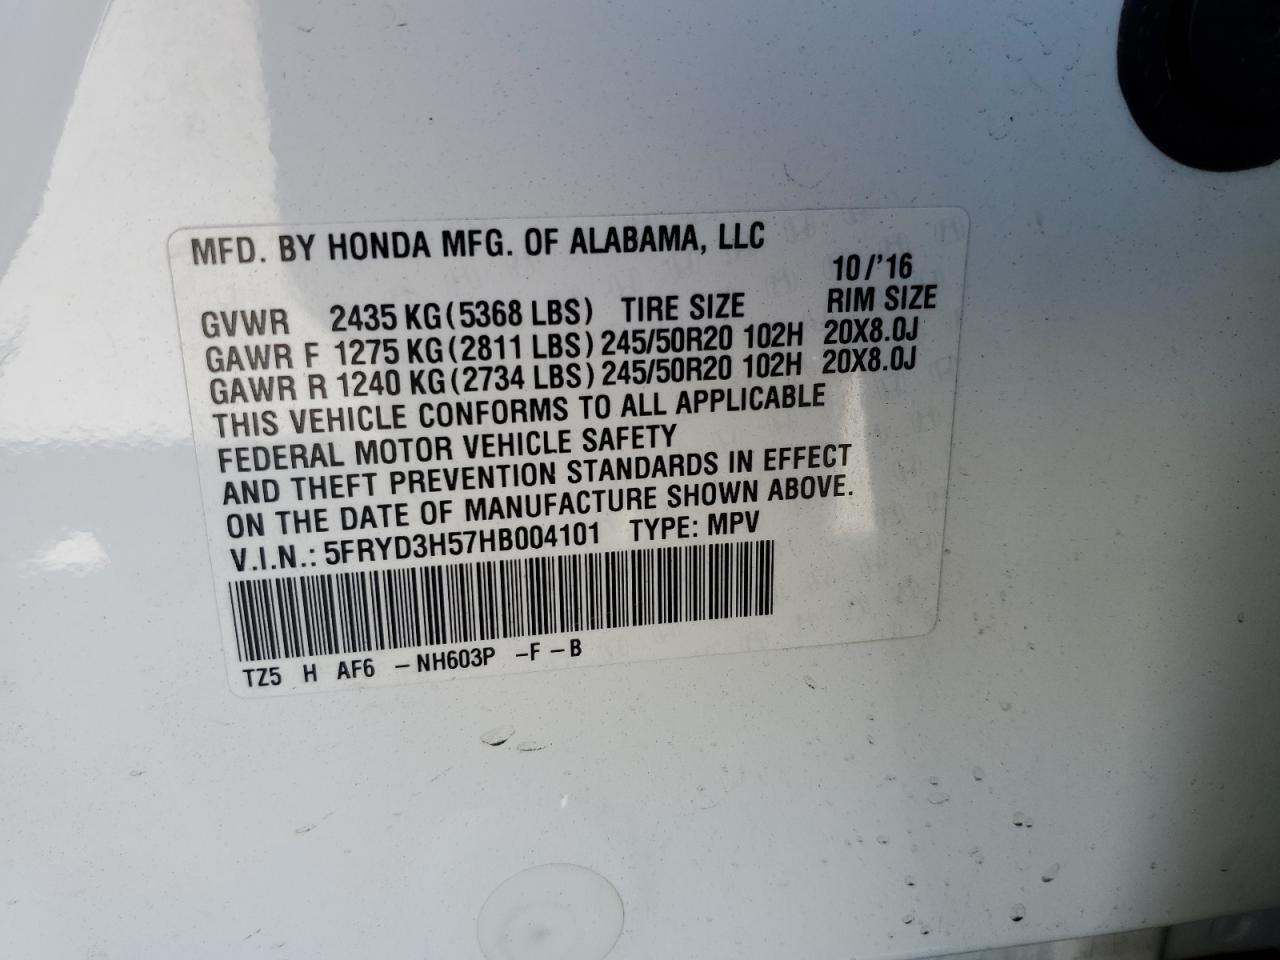 MFD. BY HONDA MFG. OF ALABAMA, LLC
10/'16
GVWR 2435 KG(5368 LBS) TIRE SIZE RIM SIZE
GAWR F 1275 KG(2811 LBS) 245/50R20 102H 20X8.0J
GAWR R 1240 KG(2734 LBS) 245/50R20 102H 20X8.0J
THIS VEHICLE CONFORMS TO ALL APPLICABLE
FEDERAL MOTOR VEHICLE SAFETY
AND THEFT PREVENTION STANDARDS IN EFFECT
ON THE DATE OF MANUFACTURE SHOWN ABOVE.
V.I.N.: 5FRYD3H57HB004101 TYPE: MPV
TZ5 H AF6 -NH603P -F-B